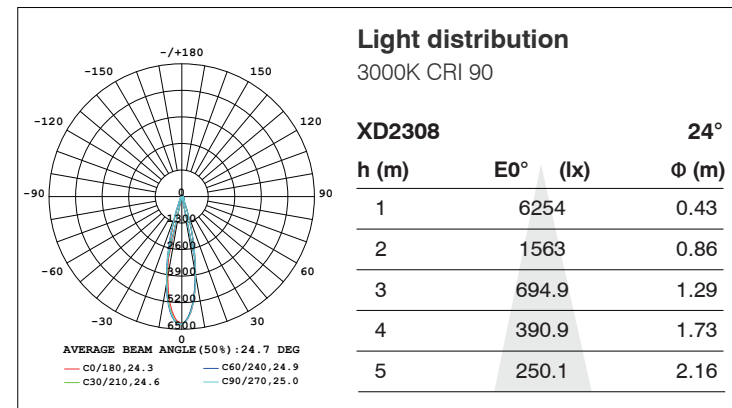 -/+180
-150
150
-120
120
-90
90
-60
60
-30
30
0
0
1300
2600
3900
5200
6500
AVERAGE BEAM ANGLE(50%):24.7 DEG
C0/180,24.3
C60/240,24.9
C30/210,24.6
C90/270,25.0
Light distribution
3000K CRI 90
XD2308 24°
h (m) E0° (lx) Φ (m)
1 6254 0.43
2 1563 0.86
3 694.9 1.29
4 390.9 1.73
5 250.1 2.16